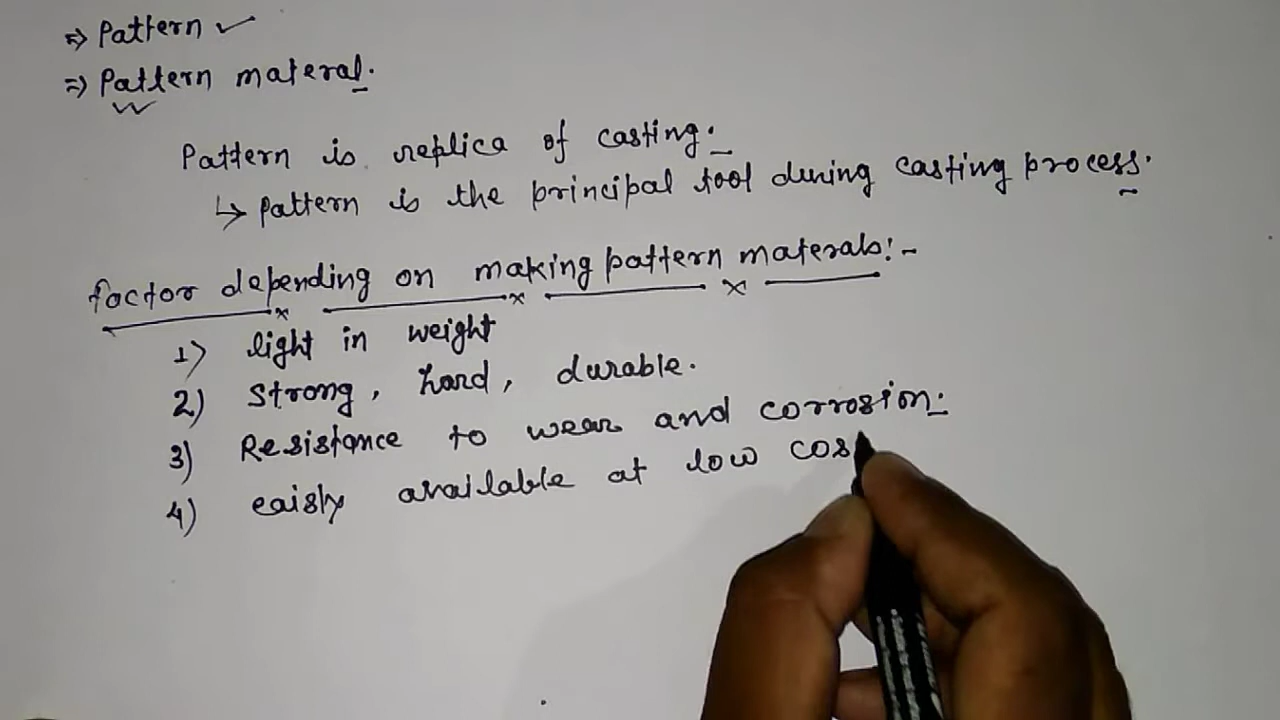 ⇒ Pattern ✓
⇒ Pattern materal.
Pattern is replica of casting.
↳ pattern is the principal tool during casting process.
factor depending on making pattern materals:-
1) light in weight
2) Strong, hard, durable.
3) Resistance to wear and corrosion.
4) eaisly available at low cos